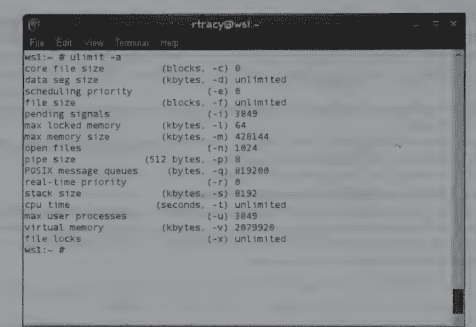 rtracy@ws1:~
File Edit View Terminal Help
ws1:~ # ulimit -a
core file size (blocks, -c) 0
data seg size (kbytes, -d) unlimited
scheduling priority (-e) 0
file size (blocks, -f) unlimited
pending signals (-i) 3849
max locked memory (kbytes, -l) 64
max memory size (kbytes, -m) 428144
open files (-n) 1024
pipe size (512 bytes, -p) 8
POSIX message queues (bytes, -q) 819200
real-time priority (-r) 0
stack size (kbytes, -s) 8192
cpu time (seconds, -t) unlimited
max user processes (-u) 3849
virtual memory (kbytes, -v) 2079920
file locks (-x) unlimited
ws1:~ #